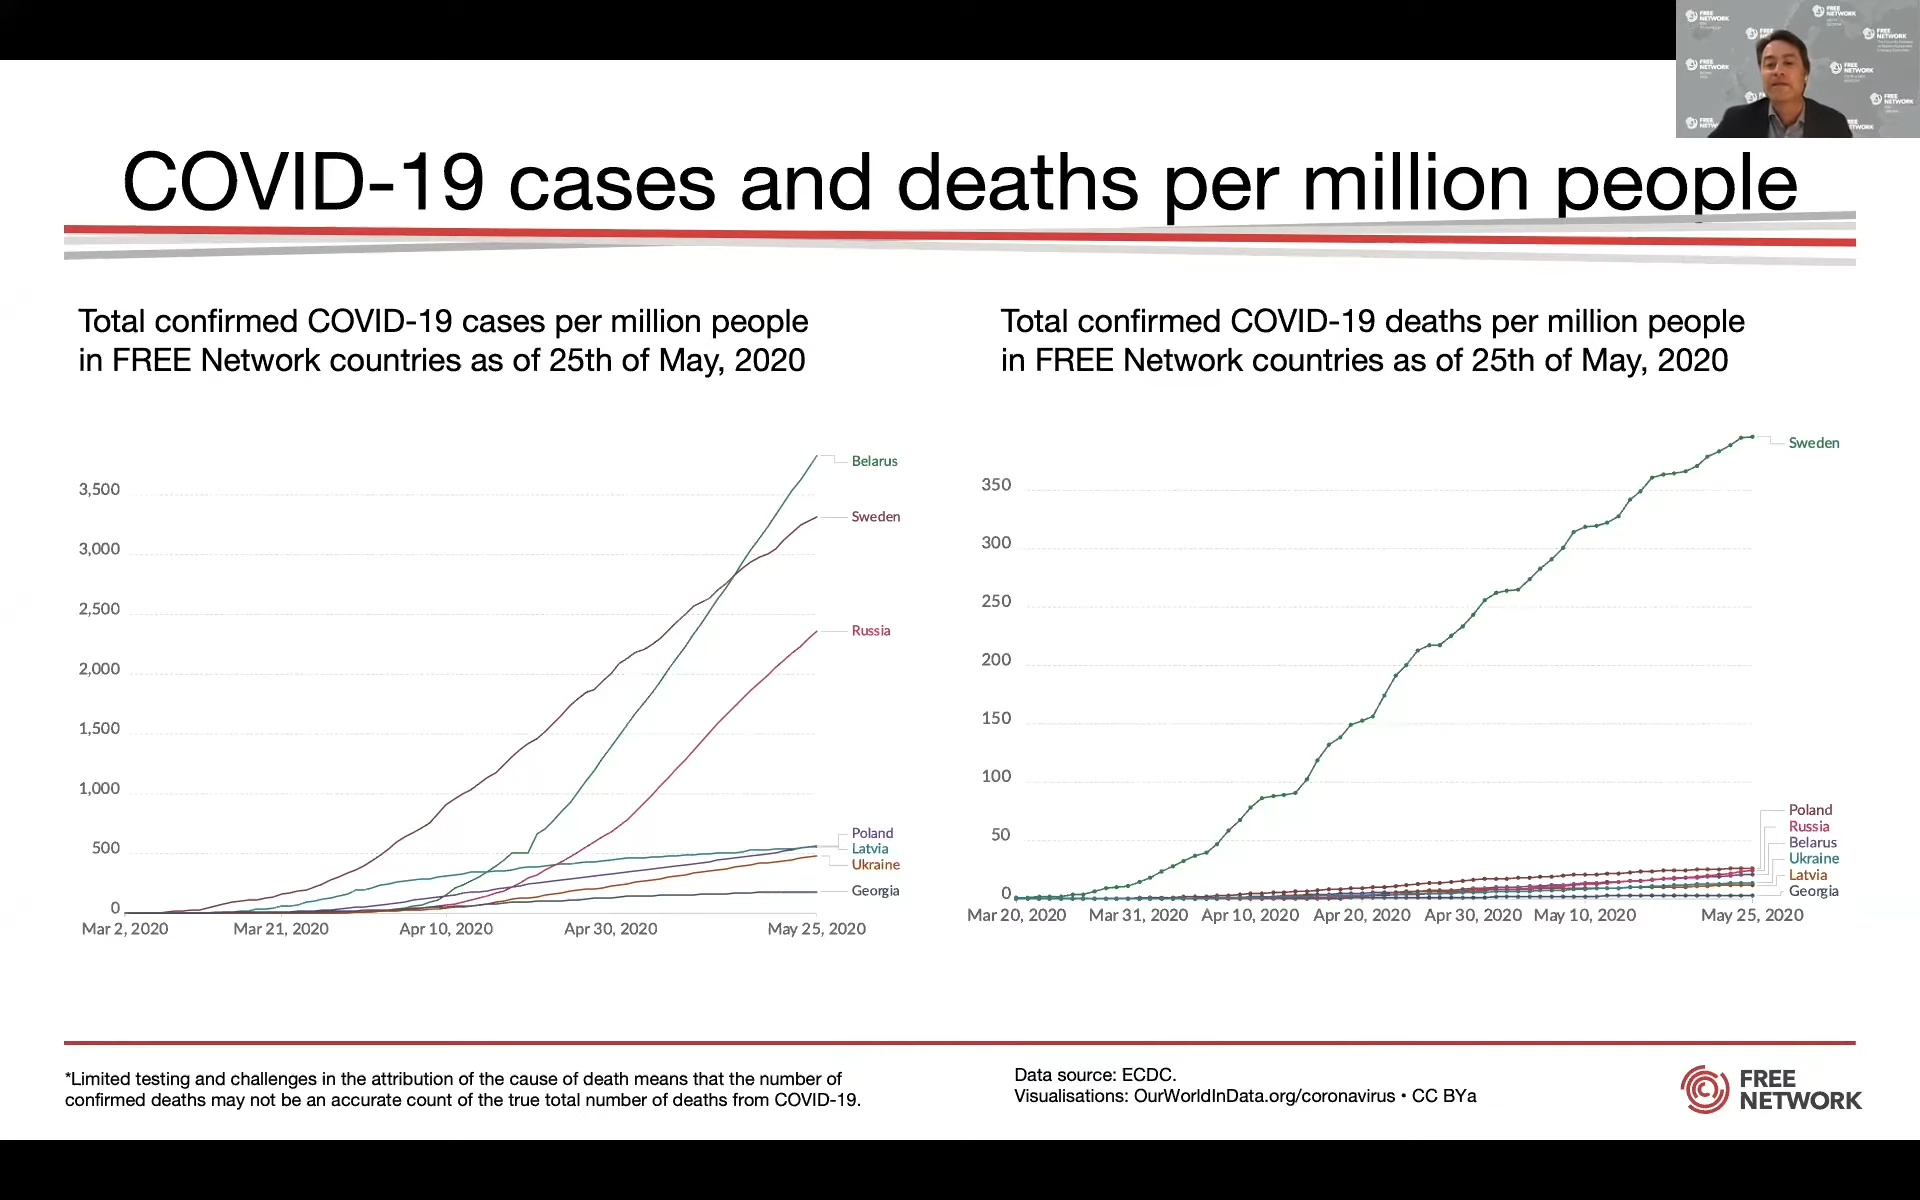 FREE
NETWORK
COVID-19 cases and deaths per million people
Total confirmed COVID-19 cases per million people
in FREE Network countries as of 25th of May, 2020
3,500
3,000
2,500
2,000
1,500
1,000
500
0
Mar 2, 2020
Mar 21, 2020
Apr 10, 2020
Apr 30, 2020
May 25, 2020
Belarus
Sweden
Russia
Poland
Latvia
Ukraine
Georgia
Total confirmed COVID-19 deaths per million people
in FREE Network countries as of 25th of May, 2020
350
300
250
200
150
100
50
0
Mar 20, 2020
Mar 31, 2020
Apr 10, 2020
Apr 20, 2020
Apr 30, 2020
May 10, 2020
May 25, 2020
Sweden
Poland
Russia
Belarus
Ukraine
Latvia
Georgia
*Limited testing and challenges in the attribution of the cause of death means that the number of
confirmed deaths may not be an accurate count of the true total number of deaths from COVID-19.
Data source: ECDC.
Visualisations: OurWorldInData.org/coronavirus • CC BYa
FREE
NETWORK